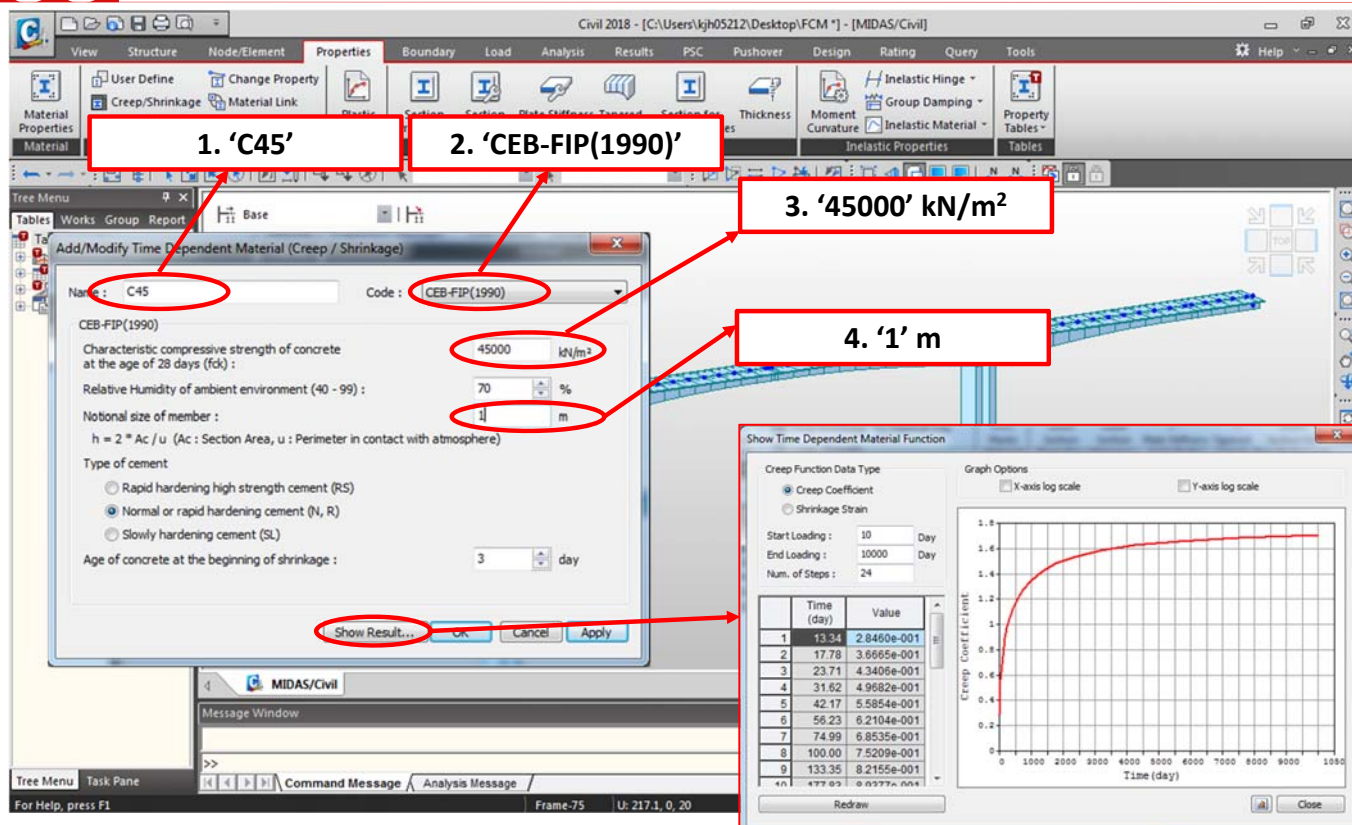 Civil 2018 - [C:\Users\kjh05212\Desktop\FCM *] - [MIDAS/Civil]
View Structure Node/Element Properties Boundary Load Analysis Results PSC Pushover Design Rating Query Tools Help
User Define Change Property
Creep/Shrinkage Material Link
Material Properties
Thickness
Moment Curvature
Inelastic Hinge
Group Damping
Inelastic Material
Property Tables
Material Inelastic Properties Tables
1. ‘C45’
2. ‘CEB-FIP(1990)’
3. ‘45000’ kN/m²
4. ‘1’ m
Tree Menu
Tables Works Group Report
Base
TOP
Add/Modify Time Dependent Material (Creep / Shrinkage)
Name : C45 Code : CEB-FIP(1990)
CEB-FIP(1990)
Characteristic compressive strength of concrete
at the age of 28 days (fck) : 45000 kN/m²
Relative Humidity of ambient environment (40 - 99) : 70 %
Notional size of member : 1 m
h = 2 * Ac / u (Ac : Section Area, u : Perimeter in contact with atmosphere)
Type of cement
Rapid hardening high strength cement (RS)
Normal or rapid hardening cement (N, R)
Slowly hardening cement (SL)
Age of concrete at the beginning of shrinkage : 3 day
Show Result... OK Cancel Apply
Show Time Dependent Material Function
Creep Function Data Type
Creep Coefficient
Shrinkage Strain
Start Loading : 10 Day
End Loading : 10000 Day
Num. of Steps : 24
Time (day) Value
1 13.34 2.8460e-001
2 17.78 3.6665e-001
3 23.71 4.3406e-001
4 31.62 4.9682e-001
5 42.17 5.5854e-001
6 56.23 6.2104e-001
7 74.99 6.8535e-001
8 100.00 7.5209e-001
9 133.35 8.2155e-001
Redraw
Graph Options
X-axis log scale Y-axis log scale
1.8
1.6
1.4
1.2
1
0.8
0.6
0.4
0.2
0
Creep Coefficient
0 1000 2000 3000 4000 5000 6000 7000 8000 9000
Time (day)
Close
MIDAS/Civil
Message Window
>>
Command Message Analysis Message
Tree Menu Task Pane
For Help, press F1 Frame-75 U: 217.1, 0, 20